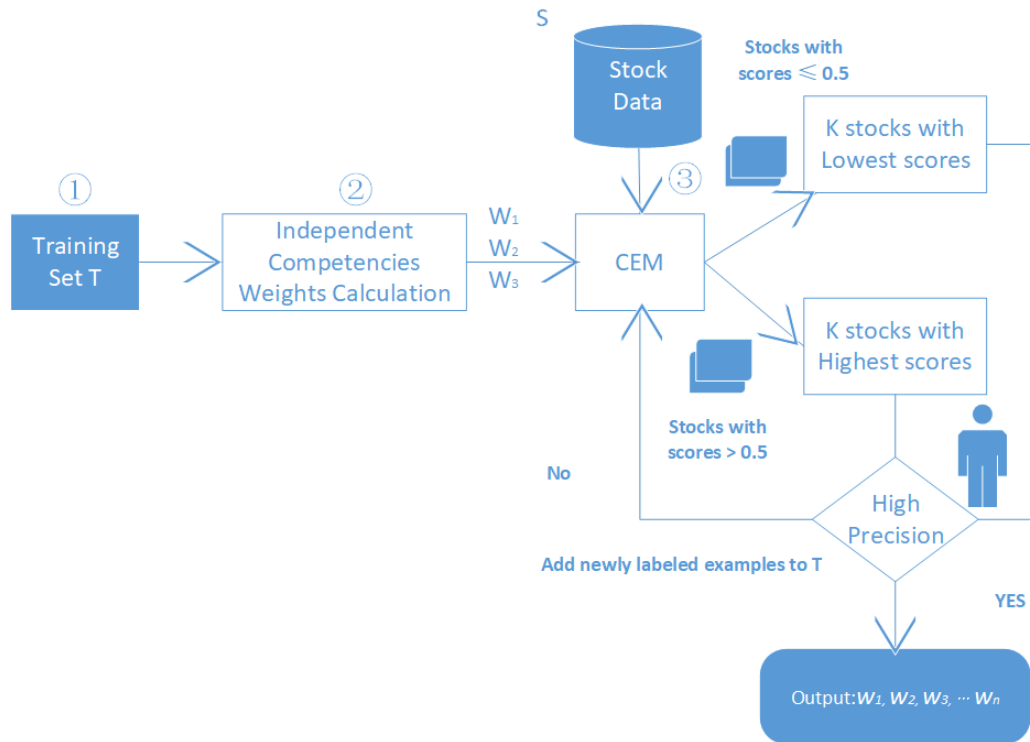 S
Stock
Data
Stocks with
scores ≤ 0.5
K stocks with
Lowest scores
①
②
③
Training
Set T
Independent
Competencies
Weights Calculation
W₁
W₂
W₃
CEM
K stocks with
Highest scores
Stocks with
scores > 0.5
No
High
Precision
Add newly labeled examples to T
YES
Output:w₁, w₂, w₃, ··· wₙ